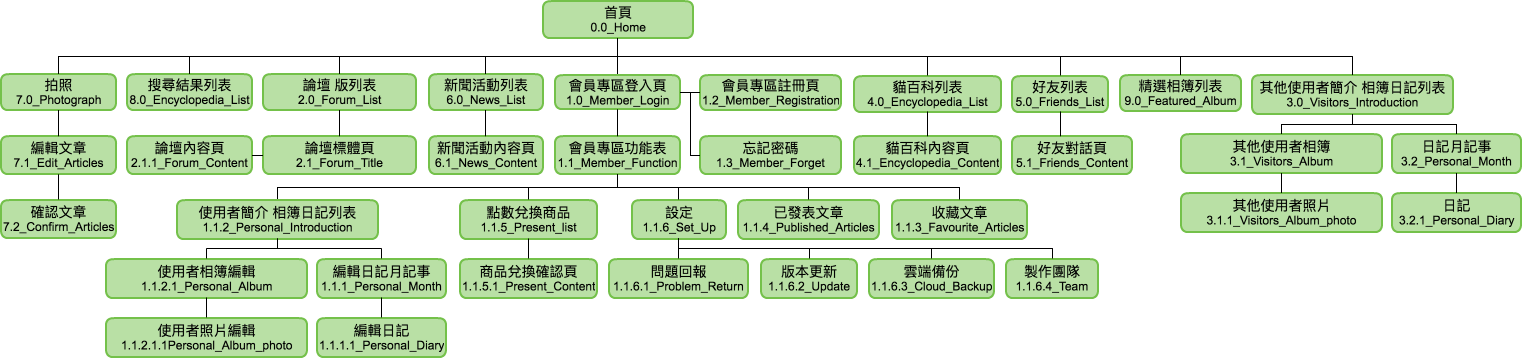 首頁
0.0_Home
拍照
7.0_Photograph
搜尋結果列表
8.0_Encyclopedia_List
論壇 版列表
2.0_Forum_List
新聞活動列表
6.0_News_List
會員專區登入頁
1.0_Member_Login
會員專區註冊頁
1.2_Member_Registration
貓百科列表
4.0_Encyclopedia_List
好友列表
5.0_Friends_List
精選相簿列表
9.0_Featured_Album
其他使用者簡介 相簿日記列表
3.0_Visitors_Introduction
編輯文章
7.1_Edit_Articles
論壇內容頁
2.1.1_Forum_Content
論壇標體頁
2.1_Forum_Title
新聞活動內容頁
6.1_News_Content
會員專區功能表
1.1_Member_Function
忘記密碼
1.3_Member_Forget
貓百科內容頁
4.1_Encyclopedia_Content
好友對話頁
5.1_Friends_Content
其他使用者相簿
3.1_Visitors_Album
日記月記事
3.2_Personal_Month
確認文章
7.2_Confirm_Articles
使用者簡介 相簿日記列表
1.1.2_Personal_Introduction
點數兌換商品
1.1.5_Present_list
設定
1.1.6_Set_Up
已發表文章
1.1.4_Published_Articles
收藏文章
1.1.3_Favourite_Articles
其他使用者照片
3.1.1_Visitors_Album_photo
日記
3.2.1_Personal_Diary
使用者相簿編輯
1.1.2.1_Personal_Album
編輯日記月記事
1.1.1_Personal_Month
商品兌換確認頁
1.1.5.1_Present_Content
問題回報
1.1.6.1_Problem_Return
版本更新
1.1.6.2_Update
雲端備份
1.1.6.3_Cloud_Backup
製作團隊
1.1.6.4_Team
使用者照片編輯
1.1.2.1.1Personal_Album_photo
編輯日記
1.1.1.1_Personal_Diary